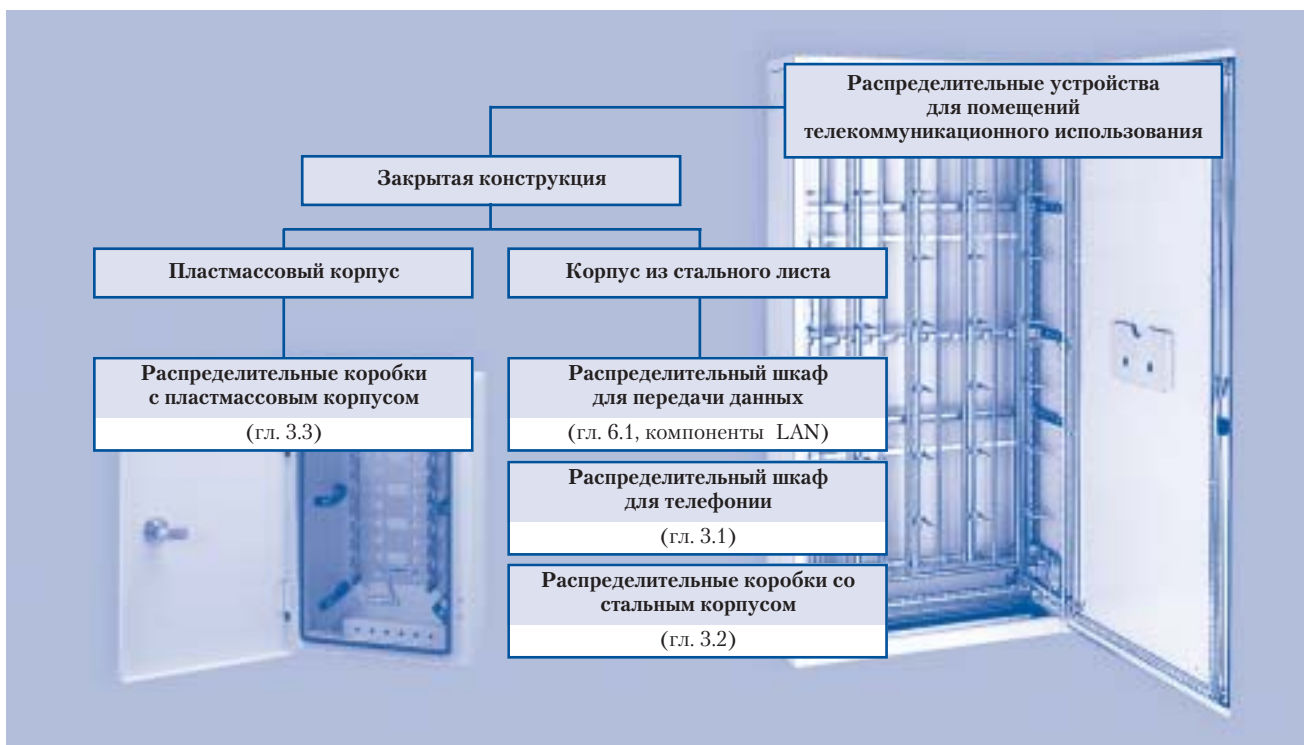 Распределительные устройства
для помещений
телекоммуникационного использования
Закрытая конструкция
Пластмассовый корпус
Корпус из стального листа
Распределительные коробки
с пластмассовым корпусом
(гл. 3.3)
Распределительный шкаф
для передачи данных
(гл. 6.1, компоненты LAN)
Распределительный шкаф
для телефонии
(гл. 3.1)
Распределительные коробки со
стальным корпусом
(гл. 3.2)